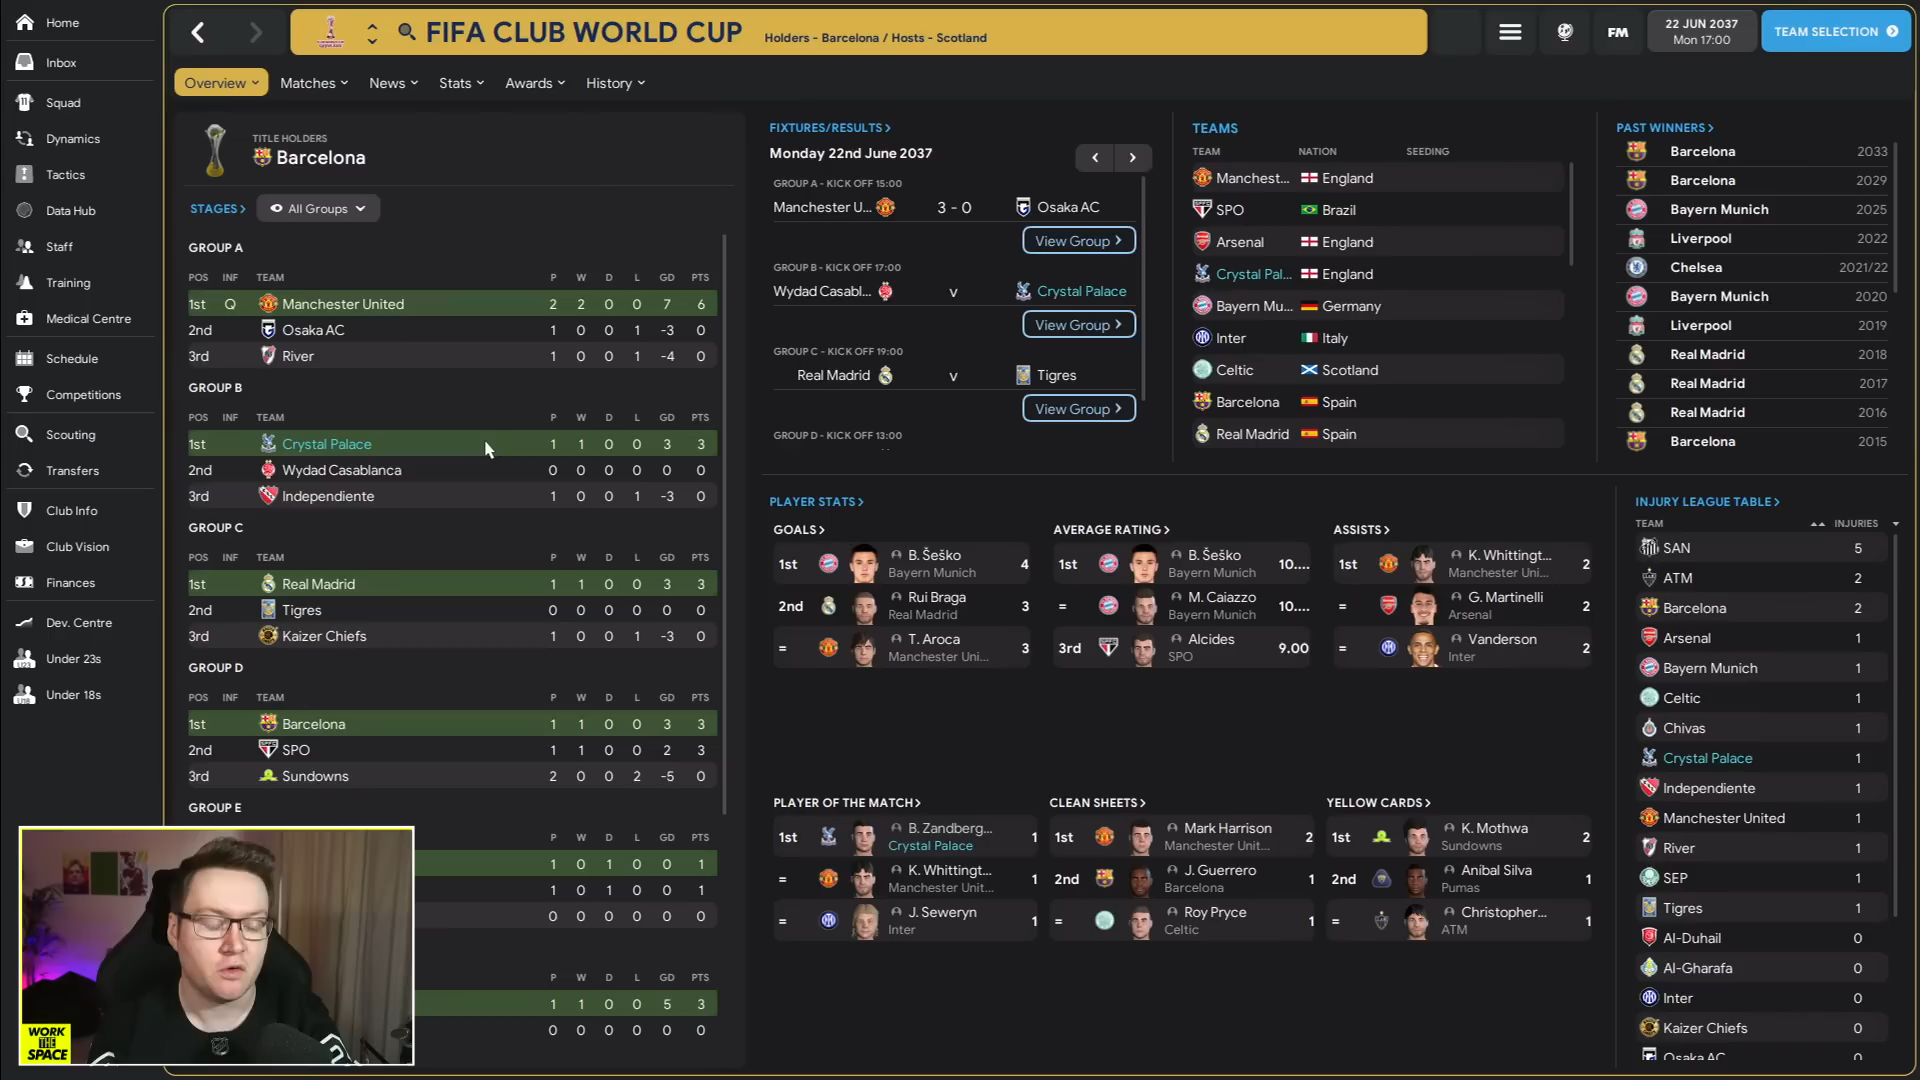 Home
Inbox
Squad
Dynamics
Tactics
Data Hub
Staff
Training
Medical Centre
Schedule
Competitions
Scouting
Transfers
Club Info
Club Vision
Finances
Dev. Centre
Under 23s
Under 18s
FIFA CLUB WORLD CUP Holders - Barcelona / Hosts - Scotland
FM
22 JUN 2037
Mon 17:00
TEAM SELECTION
Overview Matches News Stats Awards History
TITLE HOLDERS
Barcelona
STAGES > All Groups
GROUP A
POS INF TEAM P W D L GD PTS
1st Q Manchester United 2 2 0 0 7 6
2nd Osaka AC 1 0 0 1 -3 0
3rd River 1 0 0 1 -4 0
GROUP B
POS INF TEAM P W D L GD PTS
1st Crystal Palace 1 1 0 0 3 3
2nd Wydad Casablanca 0 0 0 0 0 0
3rd Independiente 1 0 0 1 -3 0
GROUP C
POS INF TEAM P W D L GD PTS
1st Real Madrid 1 1 0 0 3 3
2nd Tigres 0 0 0 0 0 0
3rd Kaizer Chiefs 1 0 0 1 -3 0
GROUP D
POS INF TEAM P W D L GD PTS
1st Barcelona 1 1 0 0 3 3
2nd SPO 1 1 0 0 2 3
3rd Sundowns 2 0 0 2 -5 0
GROUP E
P W D L GD PTS
1 0 1 0 0 1
1 0 1 0 0 1
0 0 0 0 0 0
P W D L GD PTS
1 1 0 0 5 3
0 0 0 0 0 0
WORK
THE
SPACE
FIXTURES/RESULTS >
Monday 22nd June 2037
GROUP A - KICK OFF 15:00
Manchester U... 3 - 0 Osaka AC
View Group >
GROUP B - KICK OFF 17:00
Wydad Casabl... v Crystal Palace
View Group >
GROUP C - KICK OFF 19:00
Real Madrid v Tigres
View Group >
GROUP D - KICK OFF 13:00
TEAMS
TEAM NATION SEEDING
Manchest... England
SPO Brazil
Arsenal England
Crystal Pal... England
Bayern Mu... Germany
Inter Italy
Celtic Scotland
Barcelona Spain
Real Madrid Spain
PAST WINNERS >
Barcelona 2033
Barcelona 2029
Bayern Munich 2025
Liverpool 2022
Chelsea 2021/22
Bayern Munich 2020
Liverpool 2019
Real Madrid 2018
Real Madrid 2017
Real Madrid 2016
Barcelona 2015
PLAYER STATS >
GOALS >
1st B. Šeško 4
Bayern Munich
2nd Rui Braga 3
Real Madrid
= T. Aroca 3
Manchester Uni...
AVERAGE RATING >
1st B. Šeško 10....
Bayern Munich
= M. Caiazzo 10....
Bayern Munich
3rd Alcides 9.00
SPO
ASSISTS >
1st K. Whittingt... 2
Manchester Uni...
= G. Martinelli 2
Arsenal
= Vanderson 2
Inter
PLAYER OF THE MATCH >
1st B. Zandberg... 1
Crystal Palace
= K. Whittingt... 1
Manchester Unit...
= J. Seweryn 1
Inter
CLEAN SHEETS >
1st Mark Harrison 2
Manchester Unit...
2nd J. Guerrero 1
Barcelona
= Roy Pryce 1
Celtic
YELLOW CARDS >
1st K. Mothwa 2
Sundowns
2nd Aníbal Silva 1
Pumas
= Christopher... 1
ATM
INJURY LEAGUE TABLE >
TEAM INJURIES
SAN 5
ATM 2
Barcelona 2
Arsenal 1
Bayern Munich 1
Celtic 1
Chivas 1
Crystal Palace 1
Independiente 1
Manchester United 1
River 1
SEP 1
Tigres 1
Al-Duhail 0
Al-Gharafa 0
Inter 0
Kaizer Chiefs 0
Osaka AC 0